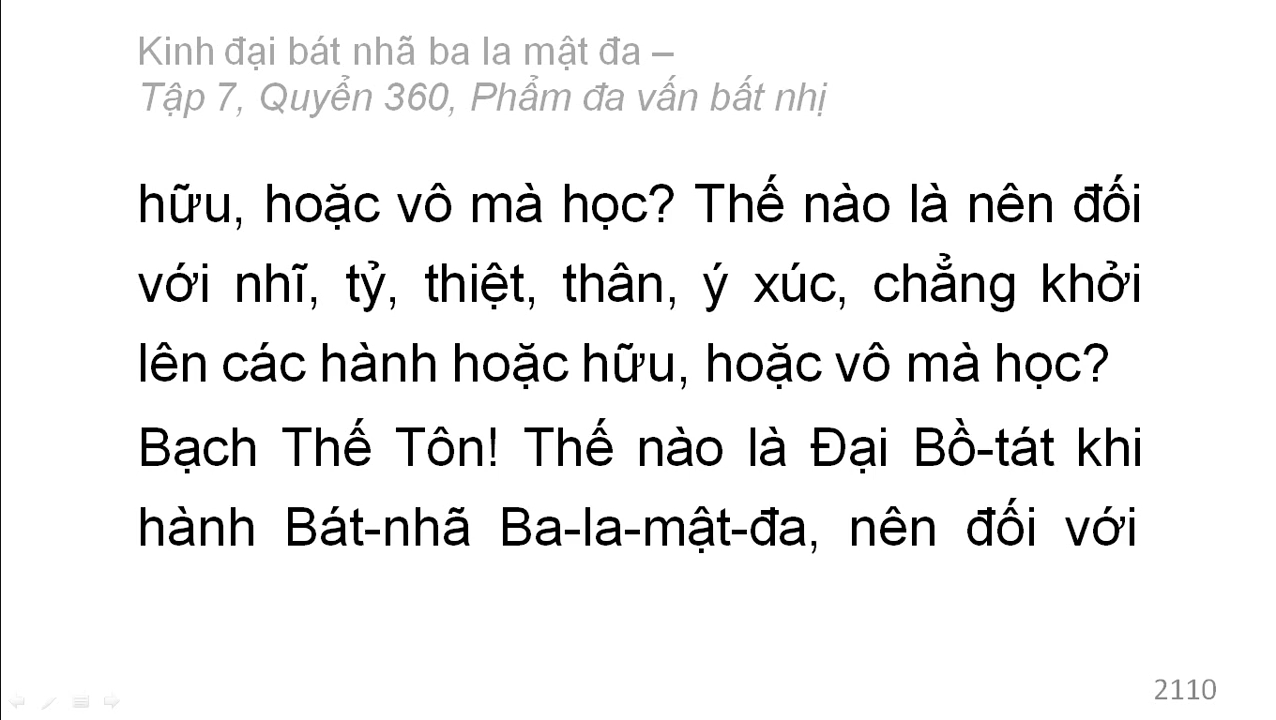 Kinh đại bát nhã ba la mật đa –
Tập 7, Quyển 360, Phẩm đa vấn bất nhị
hữu, hoặc vô mà học? Thế nào là nên đối
với nhĩ, tỷ, thiệt, thân, ý xúc, chẳng khởi
lên các hành hoặc hữu, hoặc vô mà học?
Bạch Thế Tôn! Thế nào là Đại Bồ-tát khi
hành Bát-nhã Ba-la-mật-đa, nên đối với
2110